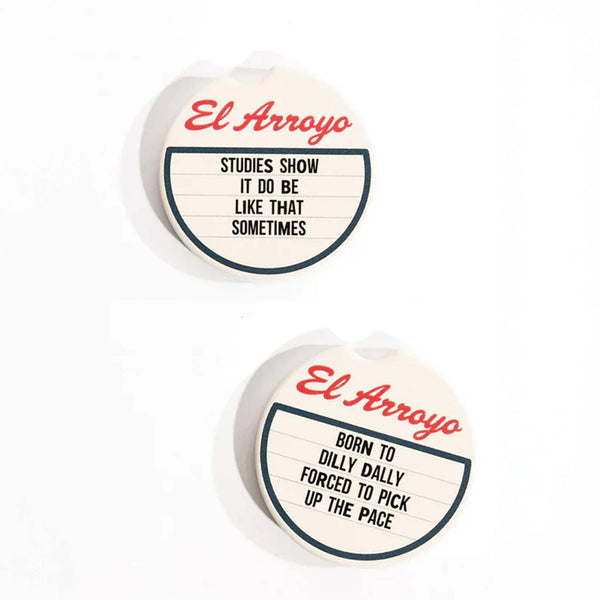 El Arroyo
STUDIES SHOW
IT DO BE
LIKE THAT
SOMETIMES
El Arroyo
BORN TO
DILLY DALLY
FORCED TO PICK
UP THE PACE